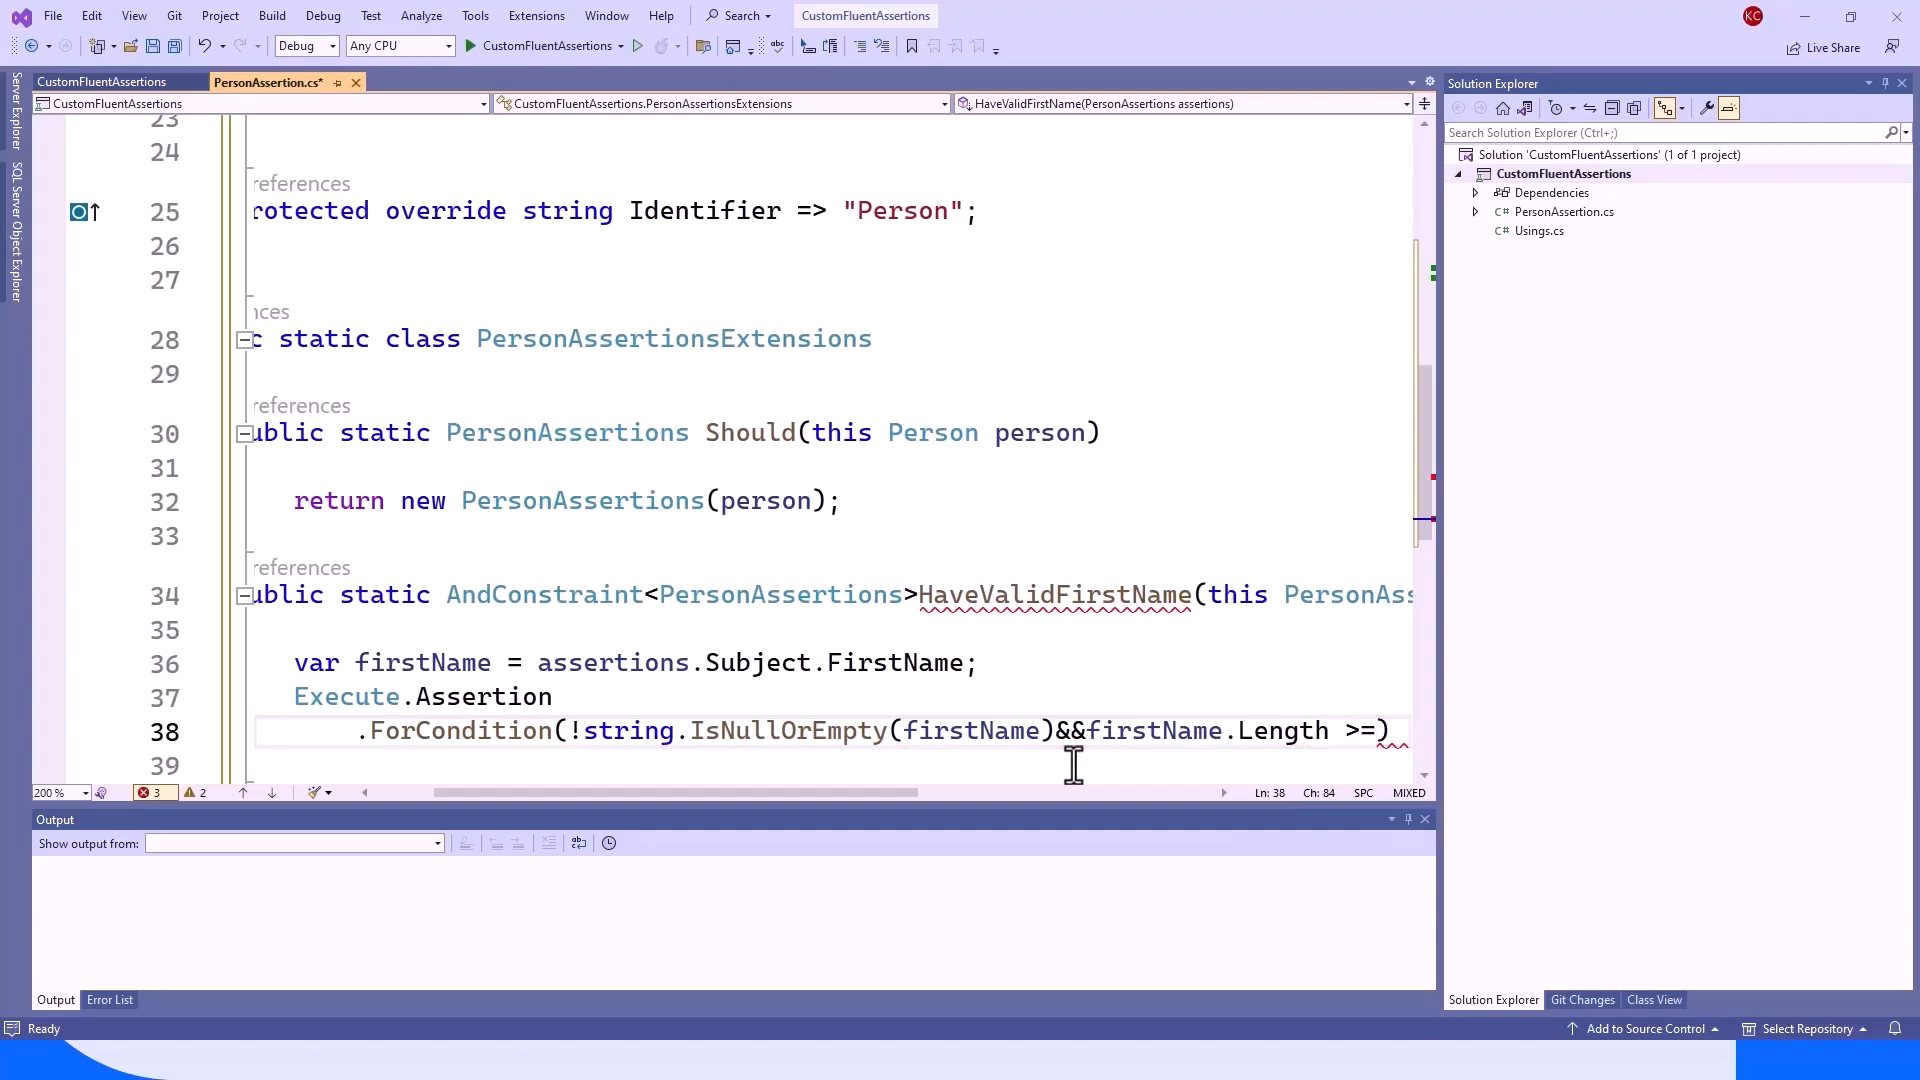 File Edit View Git Project Build Debug Test Analyze Tools Extensions Window Help Search CustomFluentAssertions KC
Debug Any CPU CustomFluentAssertions Live Share
Server Explorer
SQL Server Object Explorer
CustomFluentAssertions PersonAssertion.cs*
CustomFluentAssertions CustomFluentAssertions.PersonAssertionsExtensions HaveValidFirstName(PersonAssertions assertions)
23
24
references
25 rotected override string Identifier => "Person";
26
27
nces
28 c static class PersonAssertionsExtensions
29
references
30 ublic static PersonAssertions Should(this Person person)
31
32 return new PersonAssertions(person);
33
references
34 ublic static AndConstraint<PersonAssertions>HaveValidFirstName(this PersonAss
35
36 var firstName = assertions.Subject.FirstName;
37 Execute.Assertion
38 .ForCondition(!string.IsNullOrEmpty(firstName)&&firstName.Length >=)
39
200 % 3 2 Ln: 38 Ch: 84 SPC MIXED
Output
Show output from:
Output Error List
Solution Explorer
Search Solution Explorer (Ctrl+;)
Solution 'CustomFluentAssertions' (1 of 1 project)
CustomFluentAssertions
Dependencies
C# PersonAssertion.cs
C# Usings.cs
Solution Explorer Git Changes Class View
Ready Add to Source Control Select Repository